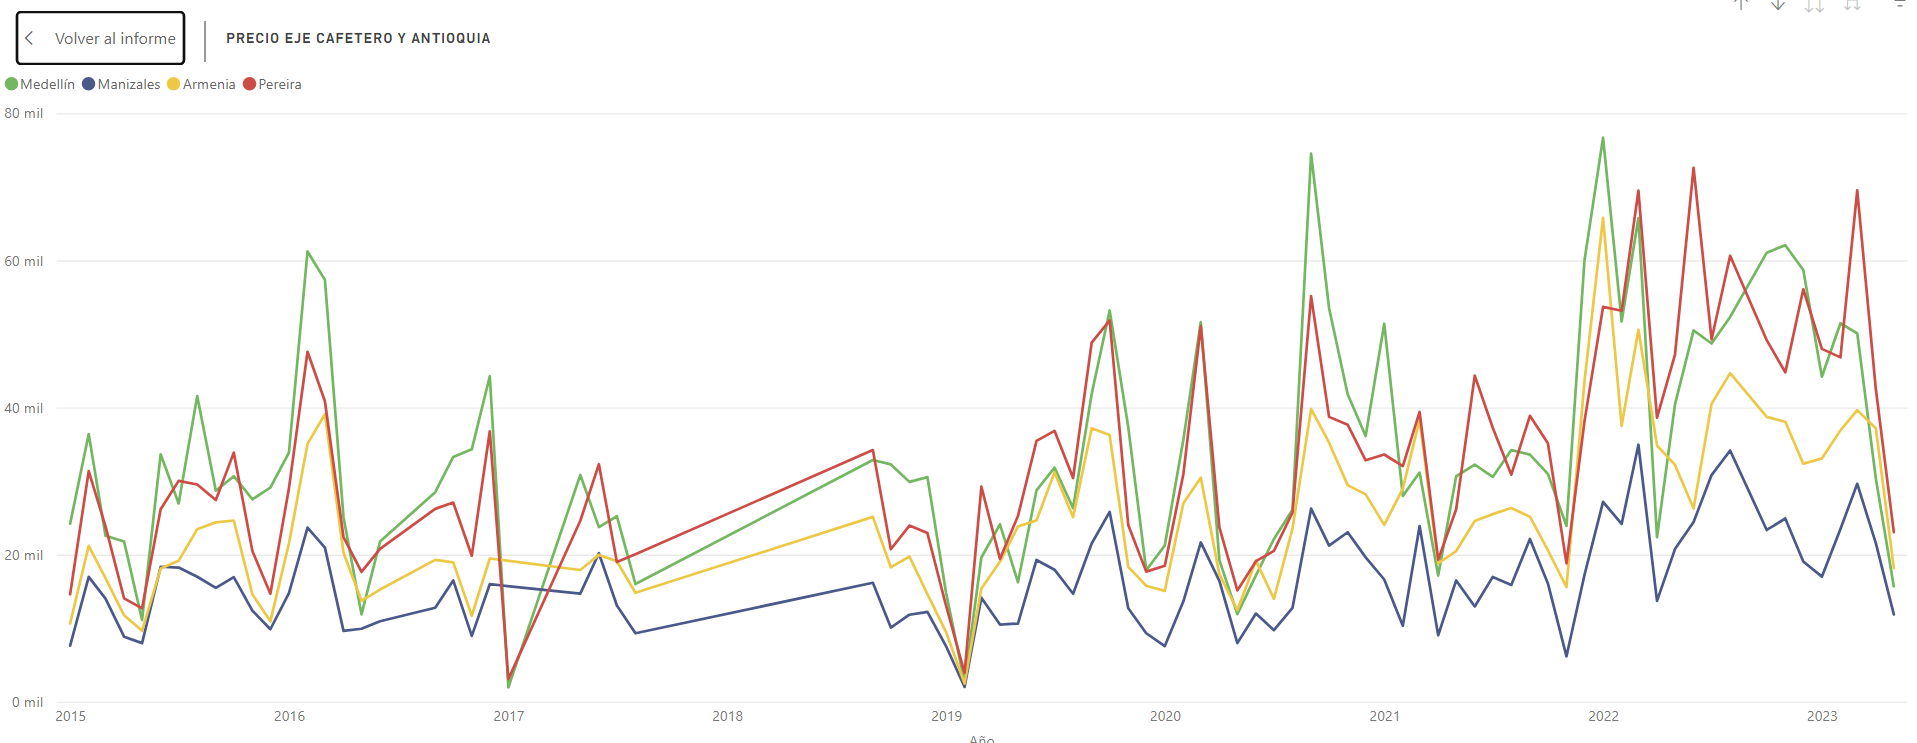 Volver al informe
PRECIO EJE CAFETERO Y ANTIOQUIA
Medellín Manizales Armenia Pereira
80 mil
60 mil
40 mil
20 mil
0 mil
2015 2016 2017 2018 2019 2020 2021 2022 2023
Año